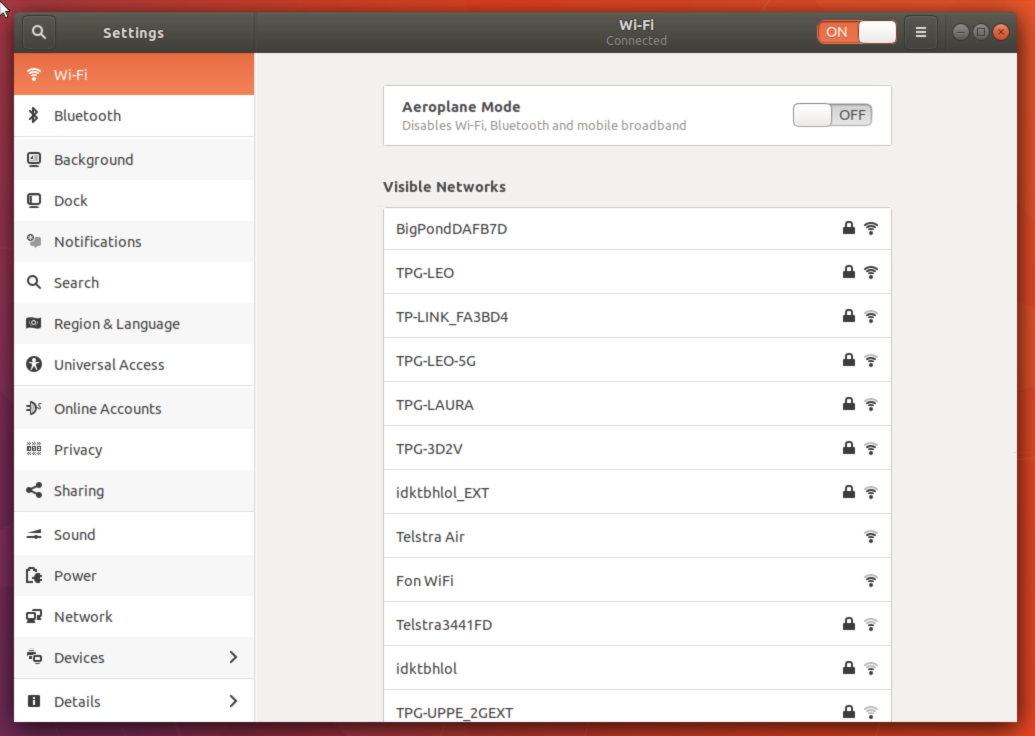 Settings
Wi-Fi
Connected
ON
Wi-Fi
Bluetooth
Background
Dock
Notifications
Search
Region & Language
Universal Access
Online Accounts
Privacy
Sharing
Sound
Power
Network
Devices
Details
Aeroplane Mode
Disables Wi-Fi, Bluetooth and mobile broadband
OFF
Visible Networks
BigPondDAFB7D
TPG-LEO
TP-LINK_FA3BD4
TPG-LEO-5G
TPG-LAURA
TPG-3D2V
idktbhlol_EXT
Telstra Air
Fon WiFi
Telstra3441FD
idktbhlol
TPG-UPPE_2GEXT